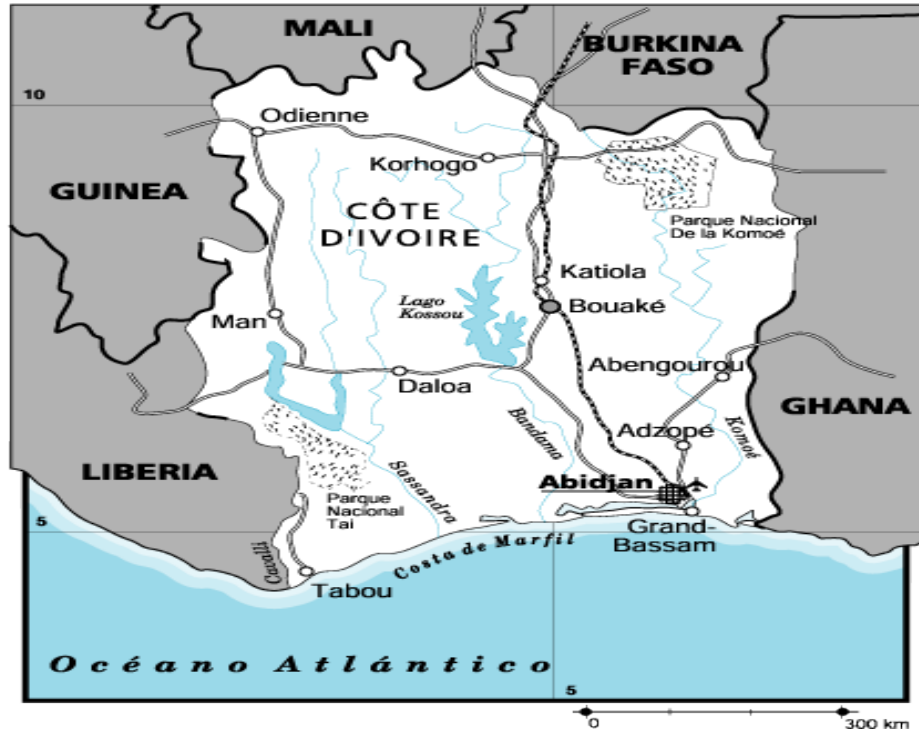 MALI
BURKINA
FASO
10
Odienne
Korhogo
GUINEA
CÔTE
D'IVOIRE
Parque Nacional
De la Komoé
Katiola
Lago
Kossou
Bouaké
Man
Abengourou
Daloa
GHANA
Bandama
Komoé
Adzopé
LIBERIA
Sassandra
Abidjan
Parque
Nacional
Tai
5
Grand-
Bassam
Costa de Marfil
Cavalli
Tabou
Océano Atlántico
5
0
300 km